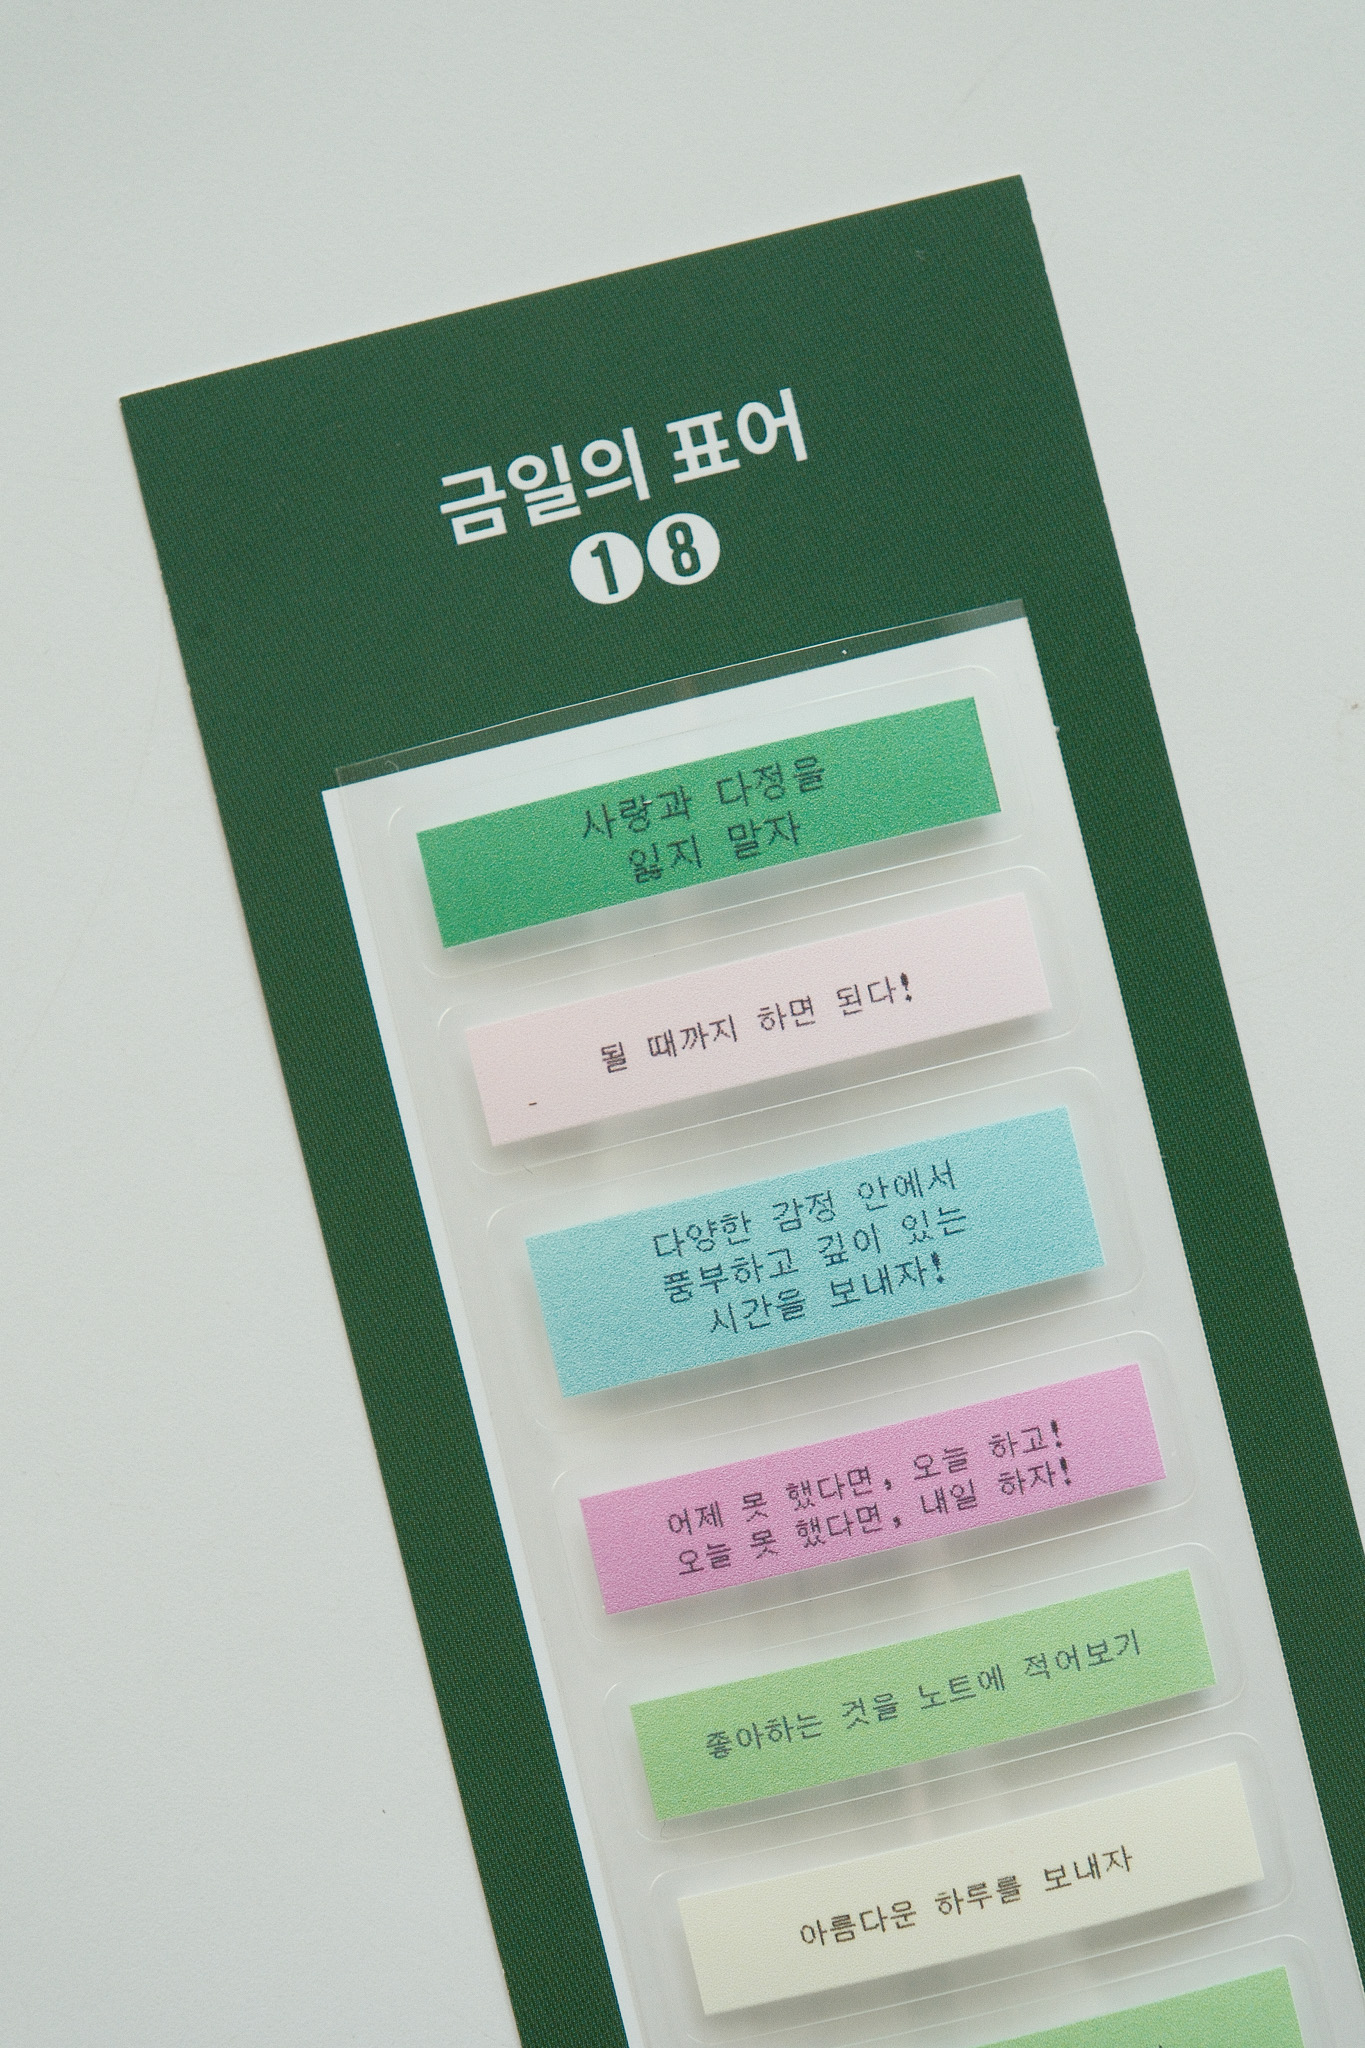 금일의 표어
18
사랑과 다정을
잃지 말자
될 때까지 하면 된다!
다양한 감정 안에서
풍부하고 깊이 있는
시간을 보내자!
어제 못 했다면, 오늘 하고!
오늘 못 했다면, 내일 하자!
좋아하는 것을 노트에 적어보기
아름다운 하루를 보내자